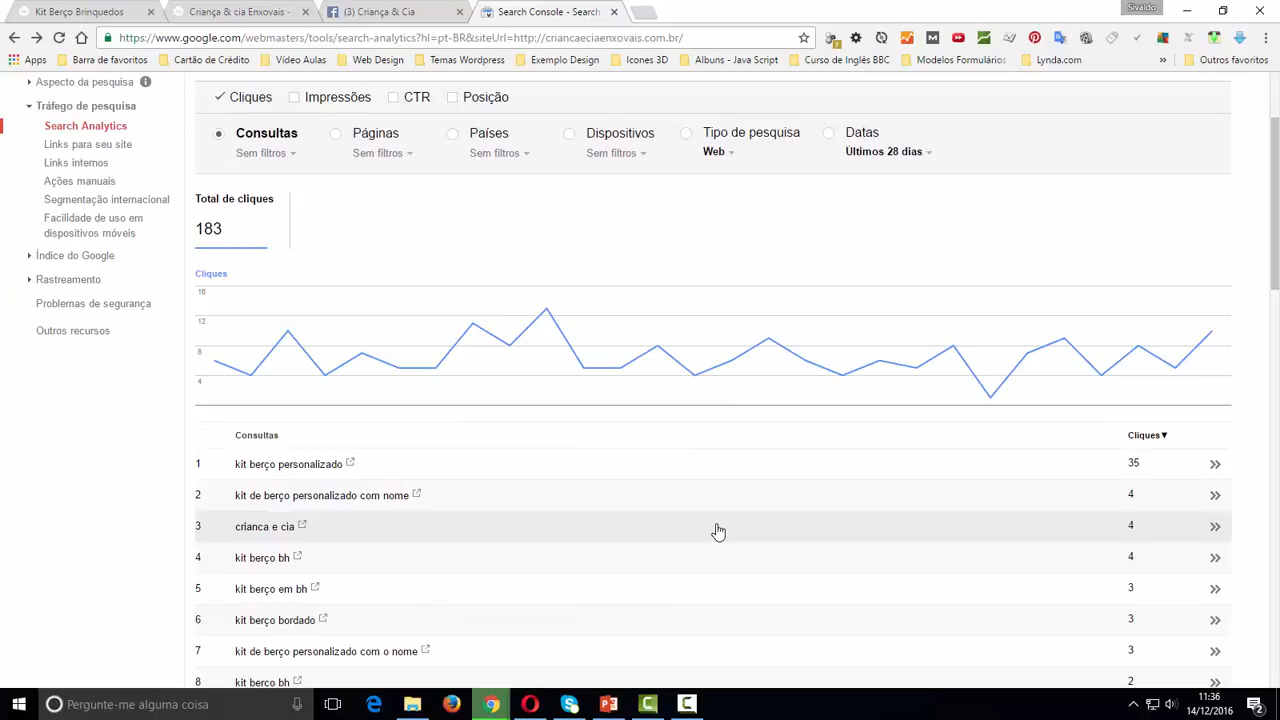 Kit Berço Brinquedos
Criança & cia Enxovais -
(3) Criança & Cia
Search Console - Search
Sivaldo
https://www.google.com/webmasters/tools/search-analytics?hl=pt-BR&siteUrl=http://criancaeciaenxovais.com.br/
Apps
Barra de favoritos
Cartão de Crédito
Vídeo Aulas
Web Design
Temas Wordpress
Exemplo Design
Icones 3D
Albuns - Java Script
Curso de Inglês BBC
Modelos Formulários
Lynda.com
Outros favoritos
Aspecto da pesquisa
Tráfego de pesquisa
Search Analytics
Links para seu site
Links internos
Ações manuais
Segmentação internacional
Facilidade de uso em
dispositivos móveis
Índice do Google
Rastreamento
Problemas de segurança
Outros recursos
Cliques Impressões CTR Posição
Consultas Páginas Países Dispositivos Tipo de pesquisa Datas
Sem filtros Sem filtros Sem filtros Sem filtros Web Últimos 28 dias
Total de cliques
183
Cliques
16
12
8
4
Consultas Cliques▼
1 kit berço personalizado 35
2 kit de berço personalizado com nome 4
3 crianca e cia 4
4 kit berço bh 4
5 kit berço em bh 3
6 kit berço bordado 3
7 kit de berço personalizado com o nome 3
8 kit berco bh 2
Pergunte-me alguma coisa
11:36
14/12/2016
2